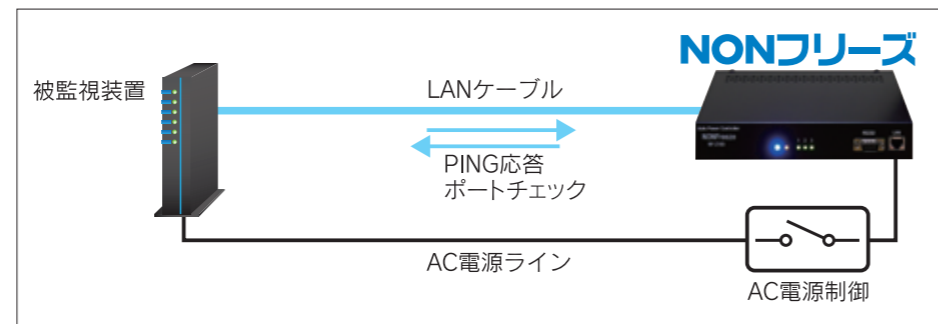 NONフリーズ
被監視装置
LANケーブル
PING応答
ポートチェック
AC電源ライン
AC電源制御